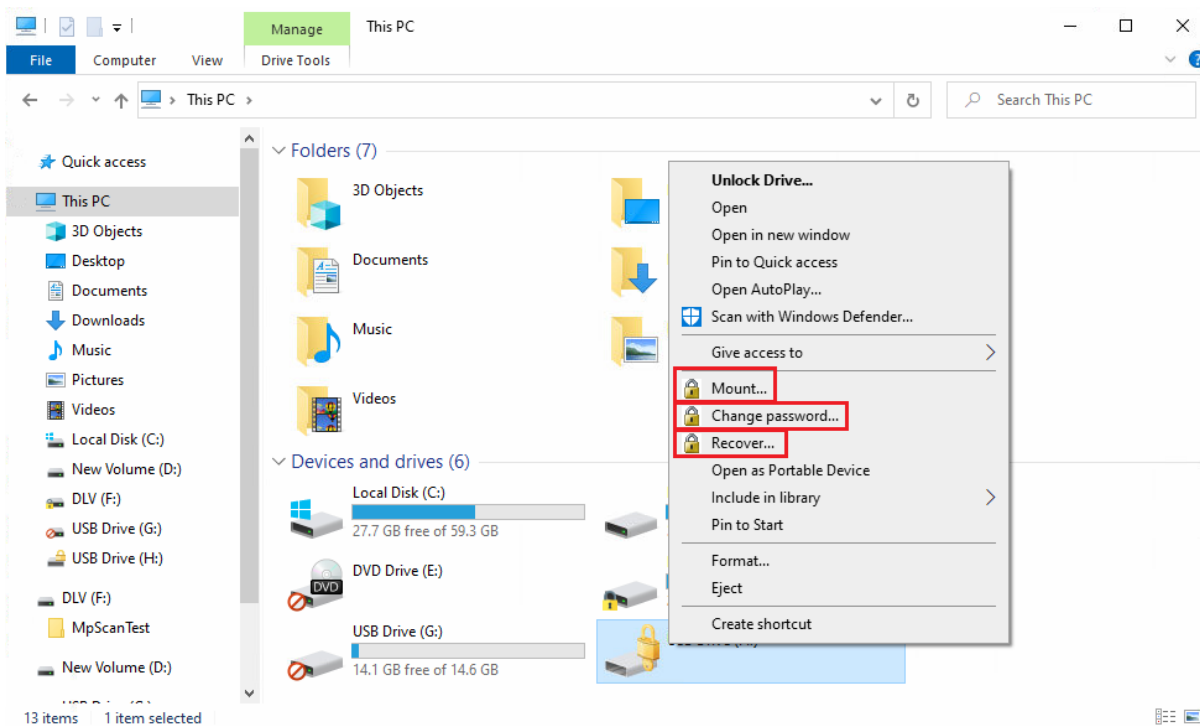 Manage
This PC
File
Computer
View
Drive Tools
This PC
Search This PC
Quick access
This PC
3D Objects
Desktop
Documents
Downloads
Music
Pictures
Videos
Local Disk (C:)
New Volume (D:)
DLV (F:)
USB Drive (G:)
USB Drive (H:)
DLV (F:)
MpScanTest
New Volume (D:)
Folders (7)
3D Objects
Documents
Music
Videos
Devices and drives (6)
Local Disk (C:)
27.7 GB free of 59.3 GB
DVD Drive (E:)
DVD
USB Drive (G:)
14.1 GB free of 14.6 GB
Unlock Drive...
Open
Open in new window
Pin to Quick access
Open AutoPlay...
Scan with Windows Defender...
Give access to
Mount...
Change password...
Recover...
Open as Portable Device
Include in library
Pin to Start
Format...
Eject
Create shortcut
13 items
1 item selected